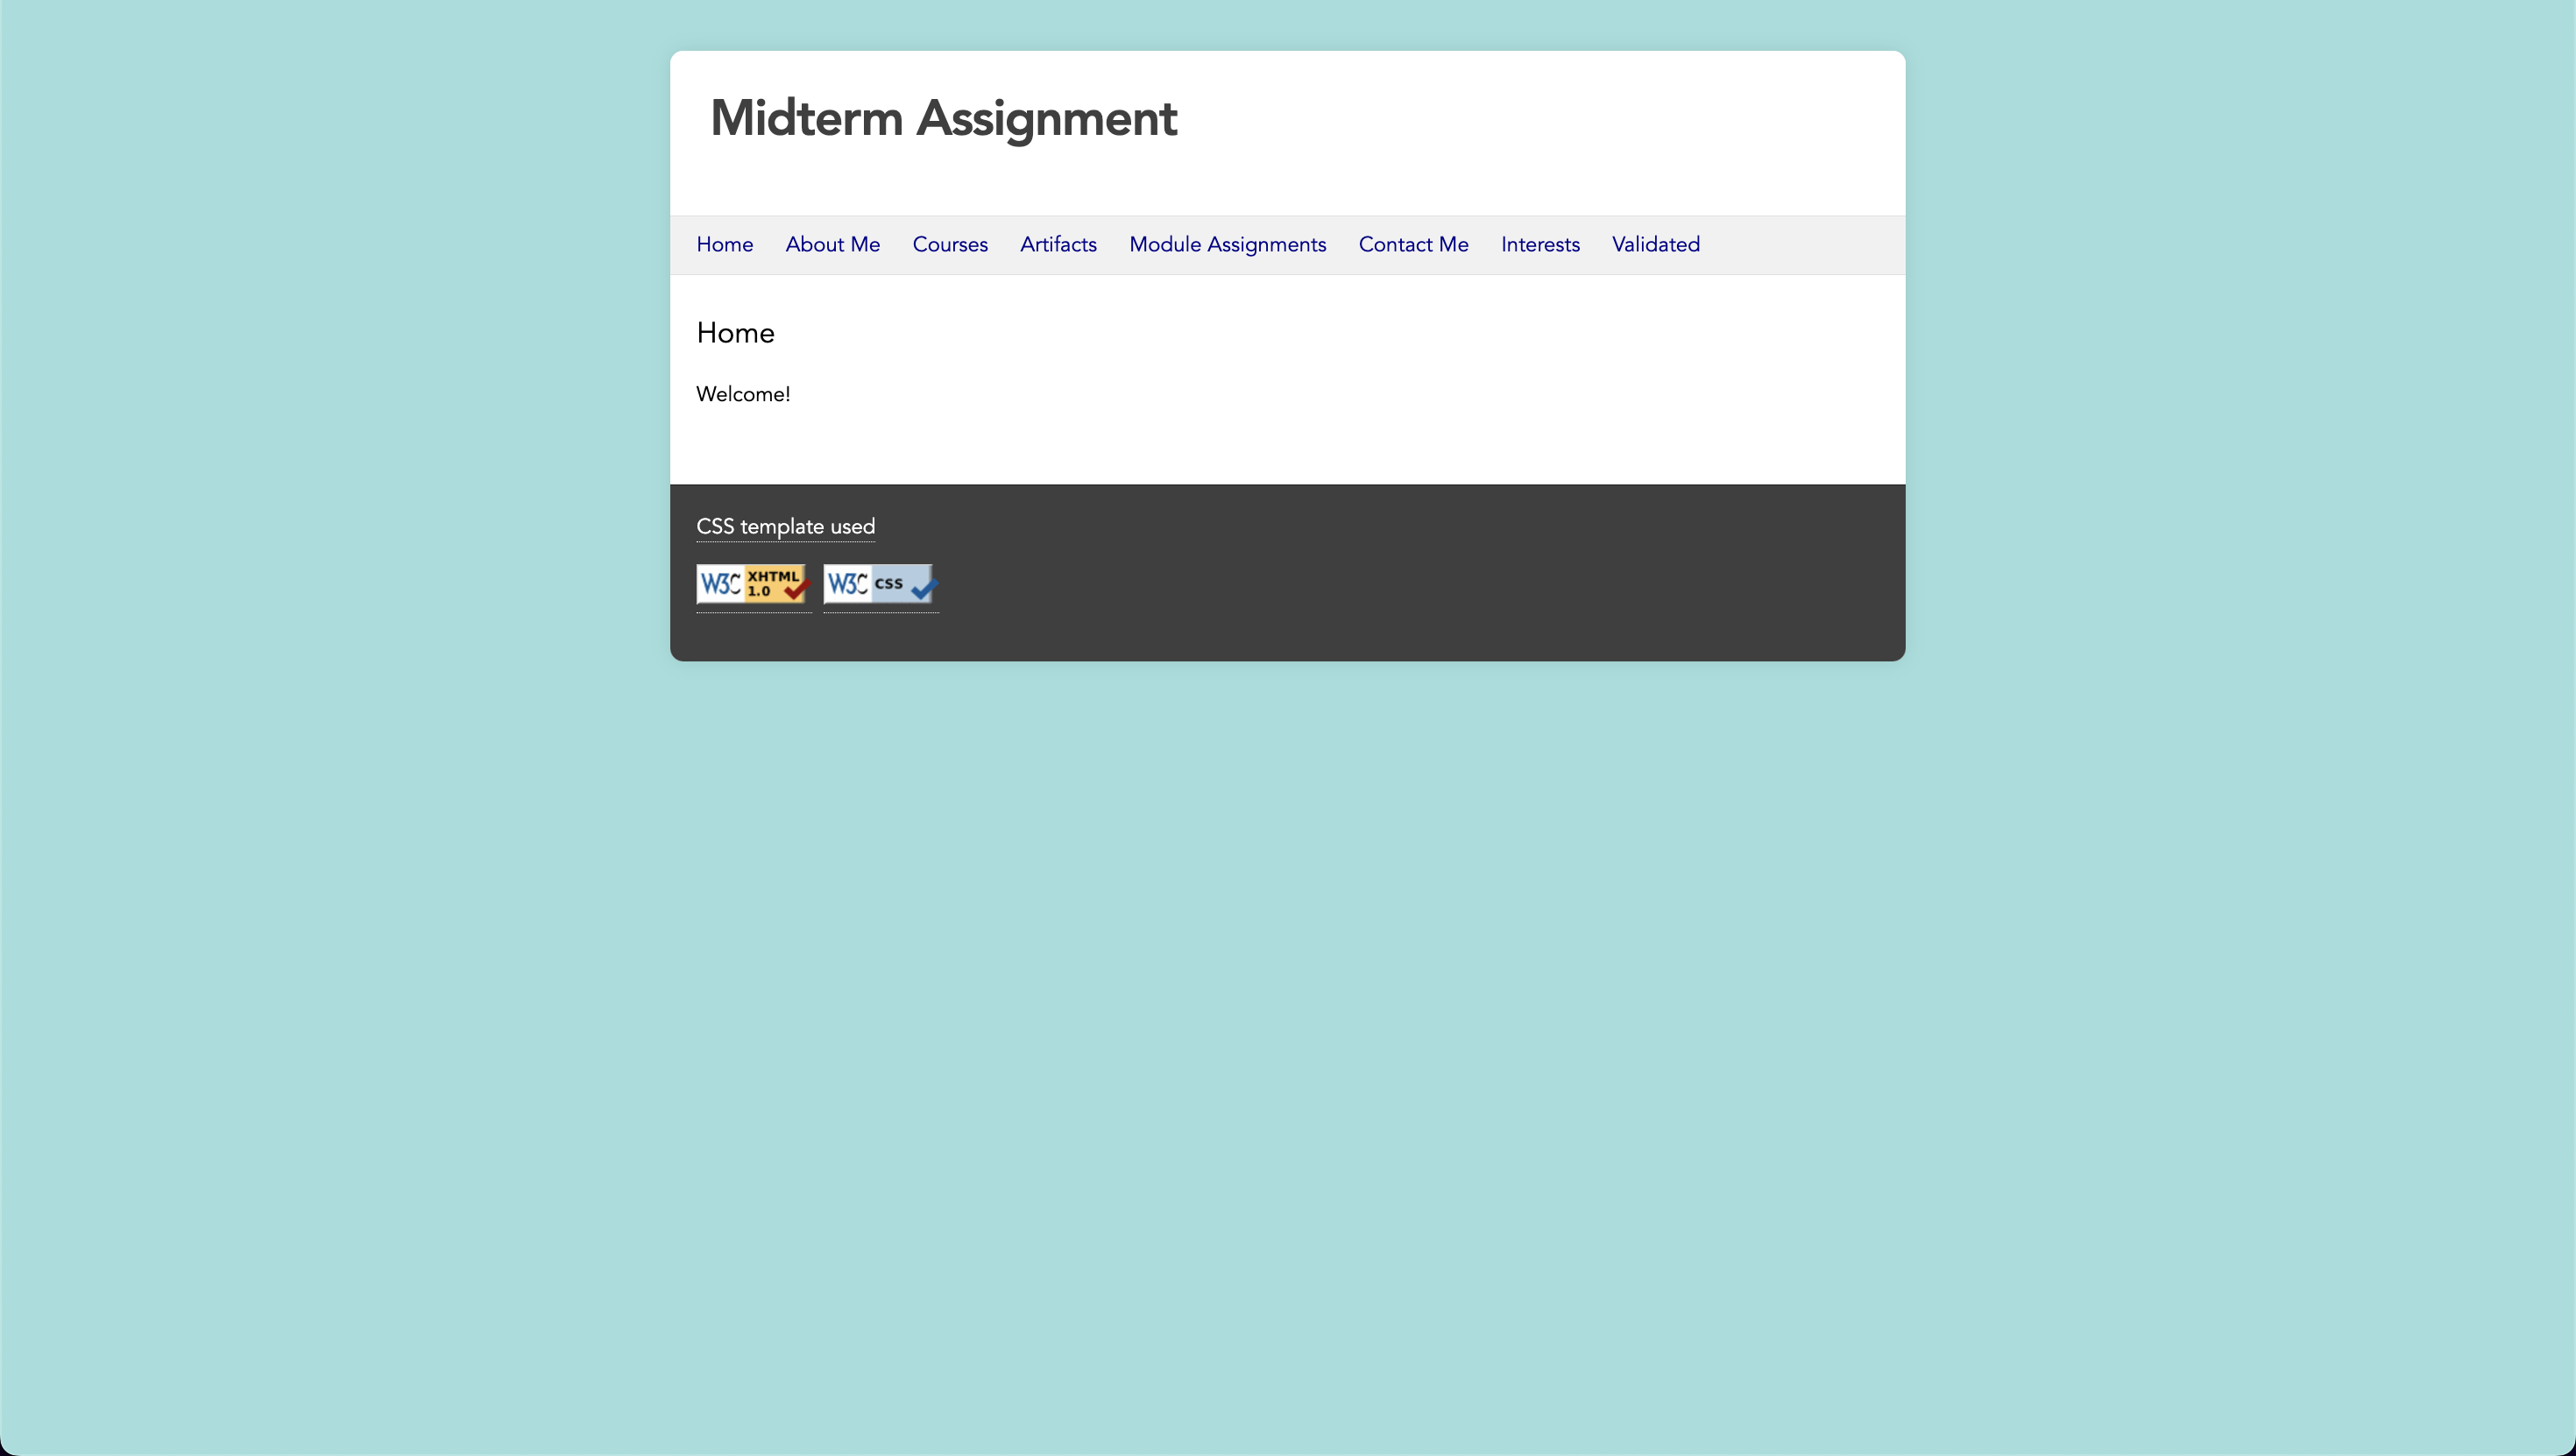 Midterm Assignment
Home About Me Courses Artifacts Module Assignments Contact Me Interests Validated
Home
Welcome!
CSS template used
W3C XHTML 1.0 W3C css